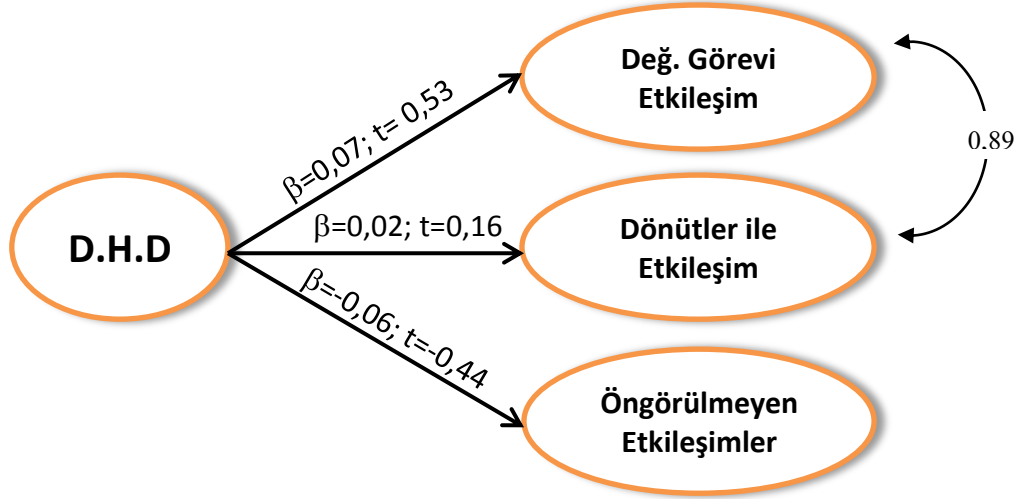 Değ. Görevi
Etkileşim
β=0,07; t= 0,53
0.89
D.H.D
β=0,02; t=0,16
Dönütler ile
Etkileşim
β=-0,06; t=-0,44
Öngörülmeyen
Etkileşimler